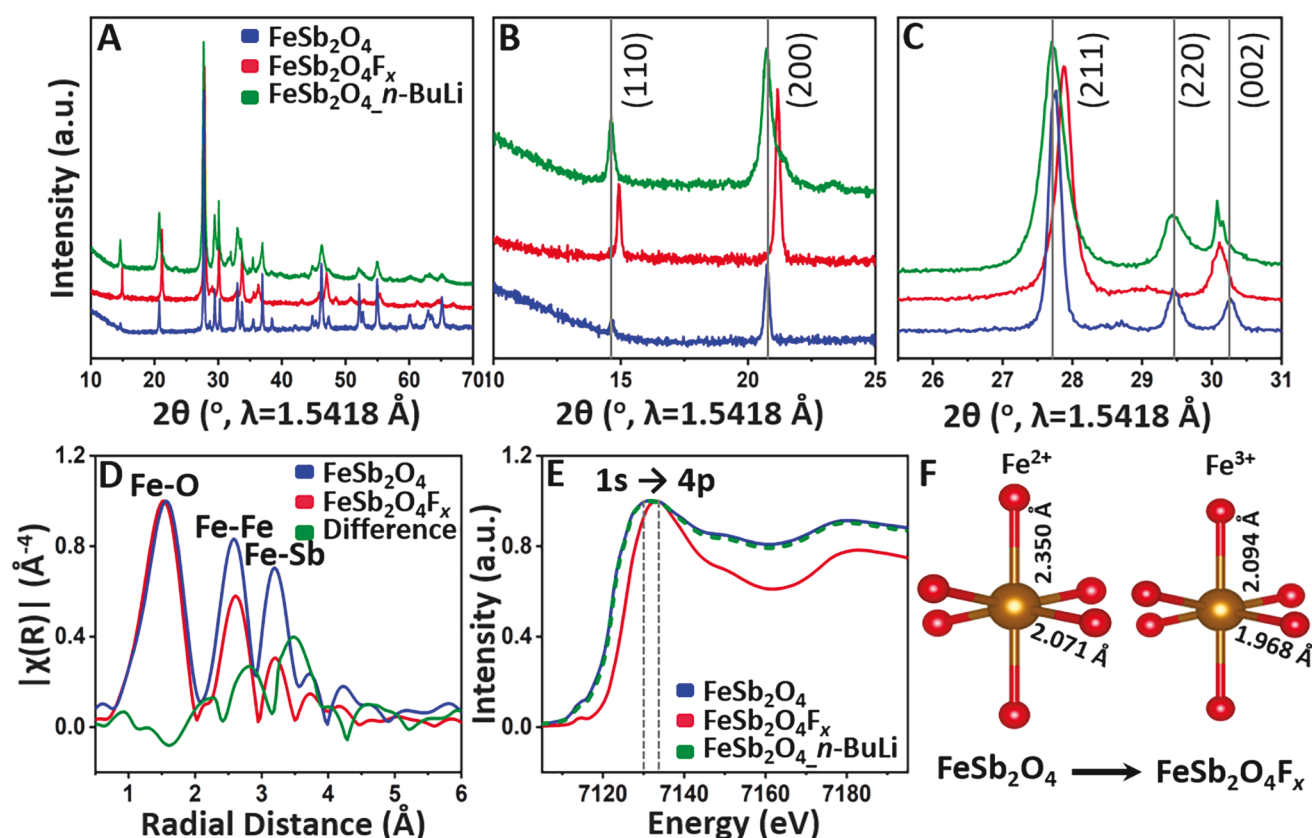 A
FeSb₂O₄
FeSb₂O₄Fₓ
FeSb₂O₄_n-BuLi
Intensity (a.u.)
10 20 30 40 50 60 70
2θ (°, λ=1.5418 Å)
B
(110)
(200)
10 15 20 25
2θ (°, λ=1.5418 Å)
C
(211)
(220)
(002)
26 27 28 29 30 31
2θ (°, λ=1.5418 Å)
D
Fe-O
Fe-Fe
Fe-Sb
FeSb₂O₄
FeSb₂O₄Fₓ
Difference
|χ(R)| (Å⁻⁴)
1.2
0.8
0.4
0.0
1 2 3 4 5 6
Radial Distance (Å)
E
1s → 4p
Intensity (a.u.)
1.2
0.8
0.4
0.0
FeSb₂O₄
FeSb₂O₄Fₓ
FeSb₂O₄_n-BuLi
7120 7140 7160 7180
Energy (eV)
F
Fe²⁺
2.350 Å
2.071 Å
Fe³⁺
2.094 Å
1.968 Å
FeSb₂O₄ → FeSb₂O₄Fₓ